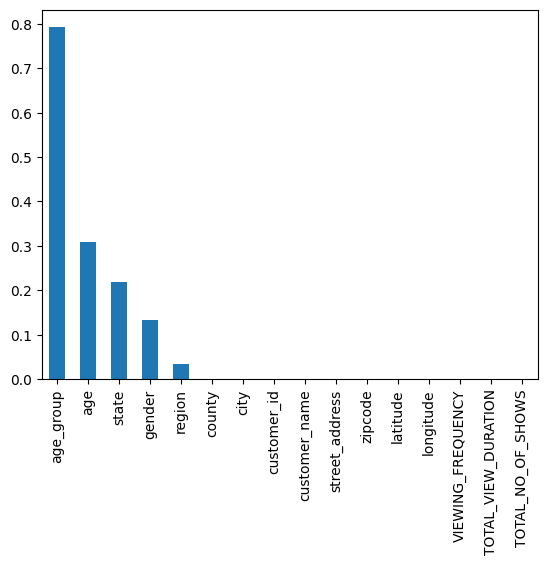 0.8
0.7
0.6
0.5
0.4
0.3
0.2
0.1
0.0
age_group
age
state
gender
region
county
city
customer_id
customer_name
street_address
zipcode
latitude
longitude
VIEWING_FREQUENCY
TOTAL_VIEW_DURATION
TOTAL_NO_OF_SHOWS